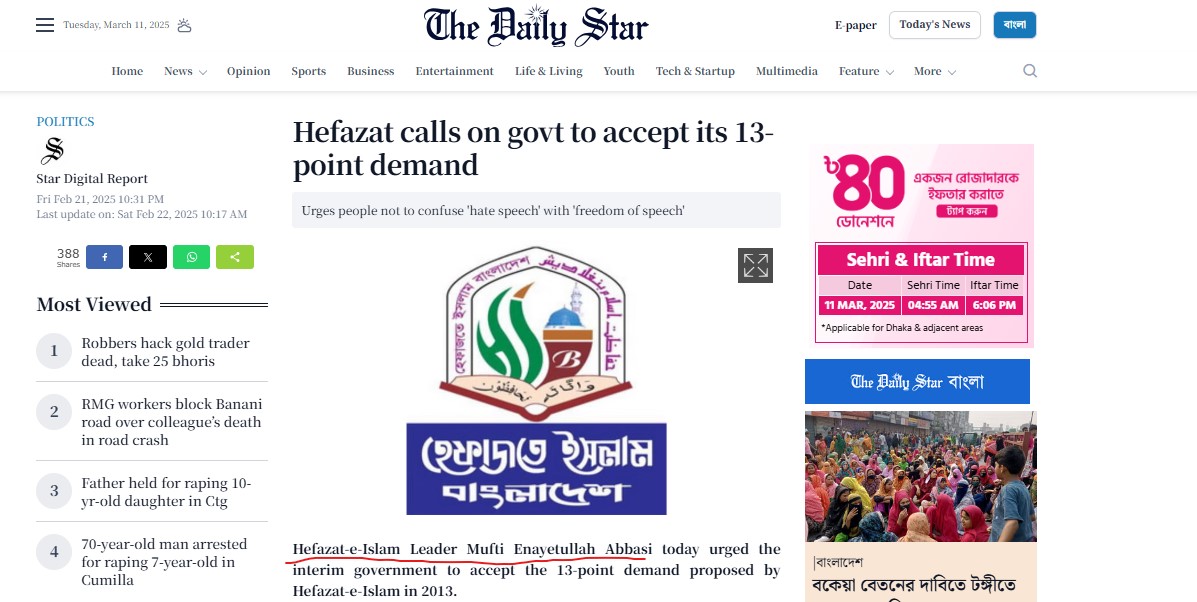 Tuesday, March 11, 2025
The Daily Star
E-paper
Today's News
বাংলা
Home
News
Opinion
Sports
Business
Entertainment
Life & Living
Youth
Tech & Startup
Multimedia
Feature
More
POLITICS
S
Star Digital Report
Fri Feb 21, 2025 10:31 PM
Last update on: Sat Feb 22, 2025 10:17 AM
388
Shares
Most Viewed
1
Robbers hack gold trader
dead, take 25 bhoris
2
RMG workers block Banani
road over colleague's death
in road crash
3
Father held for raping 10-
yr-old daughter in Ctg
4
70-year-old man arrested
for raping 7-year-old in
Cumilla
Hefazat calls on govt to accept its 13-
point demand
Urges people not to confuse 'hate speech' with 'freedom of speech'
হেফাজতে ইসলাম বাংলাদেশ
B
হেফাজতে ইসলাম
বাংলাদেশ
Hefazat-e-Islam Leader Mufti Enayetullah Abbasi today urged the
interim government to accept the 13-point demand proposed by
Hefazat-e-Islam in 2013.
৳80
ডোনেশনে
একজন রোজাদারকে
ইফতার করাতে
ট্যাপ করুন
Sehri & Iftar Time
Date Sehri Time Iftar Time
11 MAR, 2025 04:55 AM 6:06 PM
*Applicable for Dhaka & adjacent areas
The Daily Star বাংলা
|বাংলাদেশ
বকেয়া বেতনের দাবিতে টঙ্গীতে